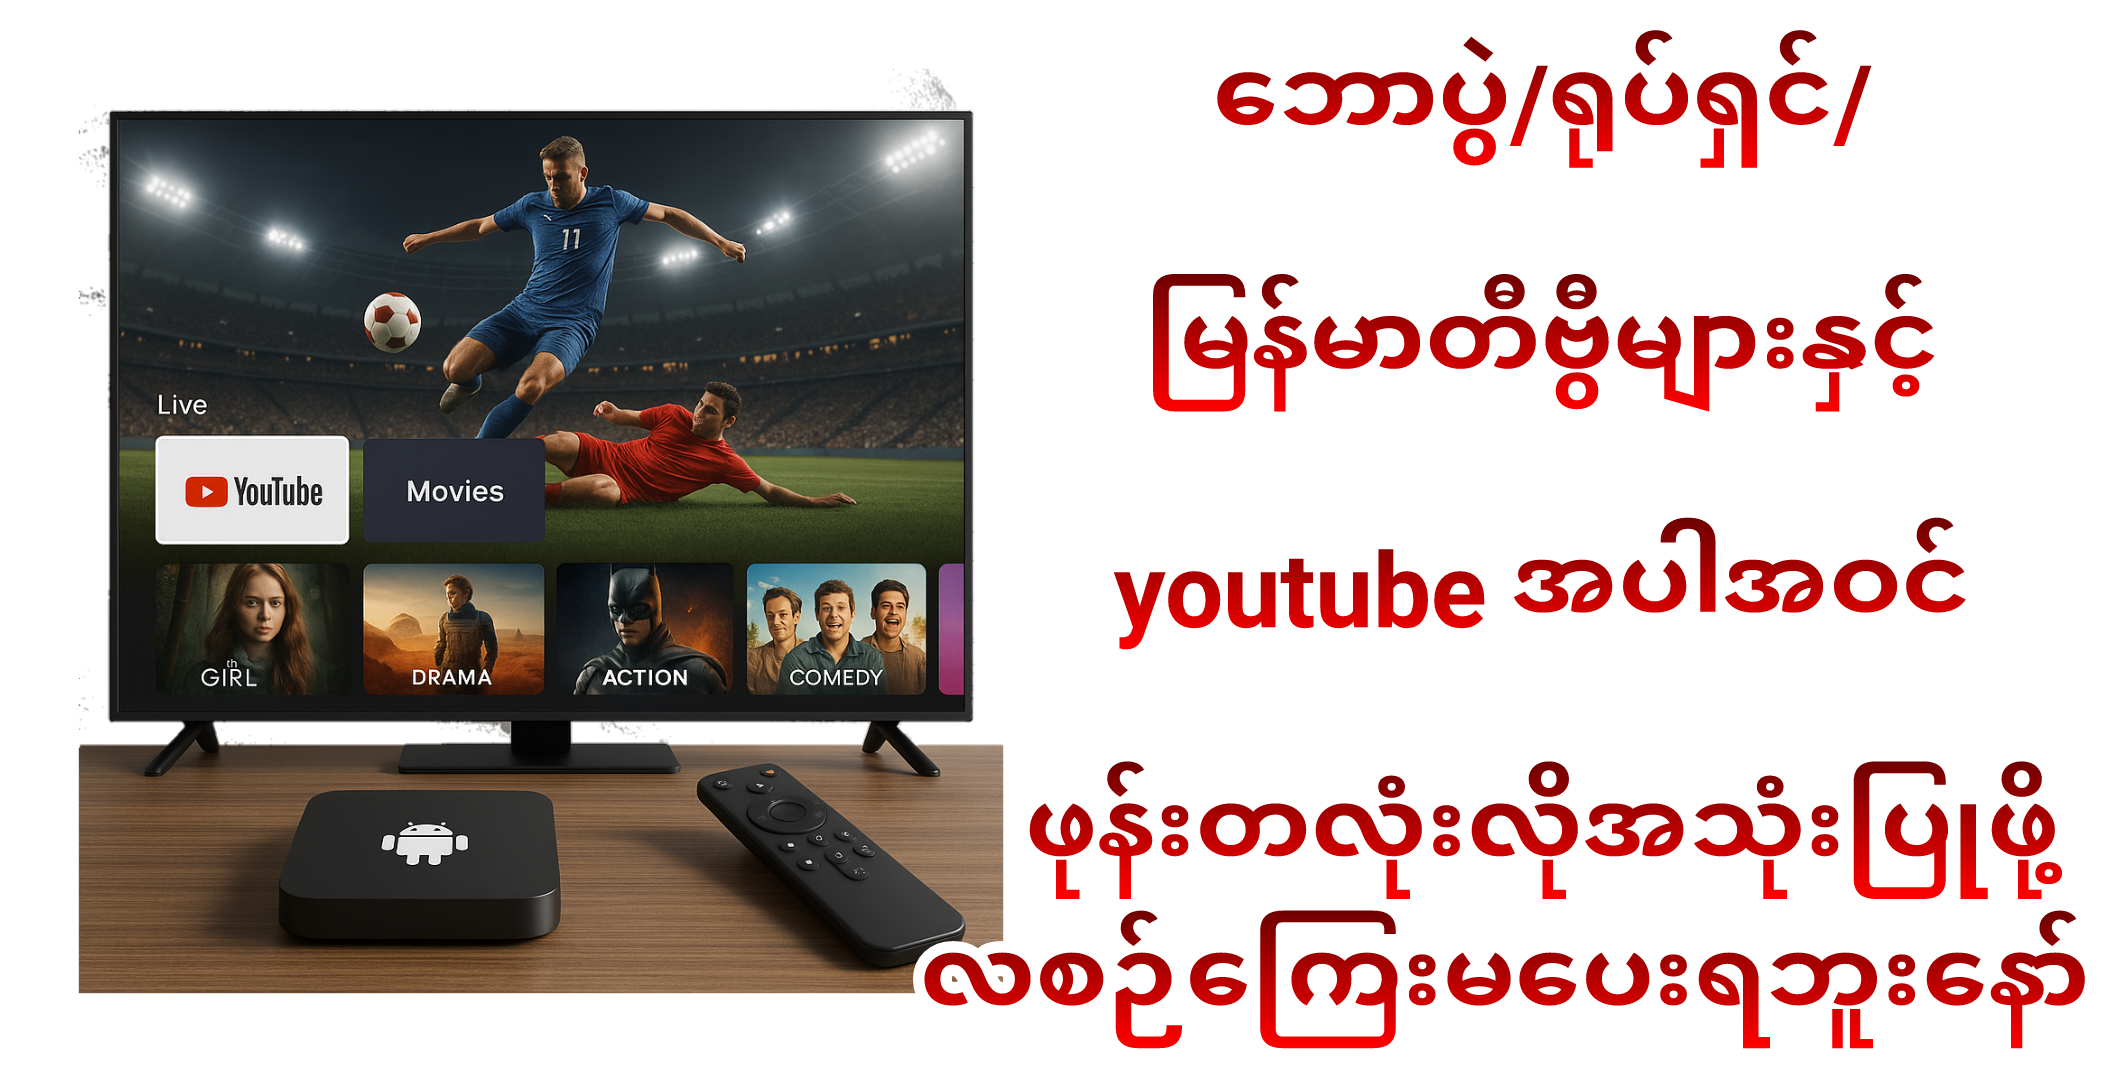 ဘောပွဲ/ရုပ်ရှင်/
မြန်မာတီဗွီများနှင့်
youtube အပါအဝင်
ဖုန်းတလုံးလိုအသုံးပြုဖို့
လစဉ်ကြေးမပေးရဘူးနော်
11
Live
YouTube
Movies
th
GIRL
DRAMA
ACTION
COMEDY